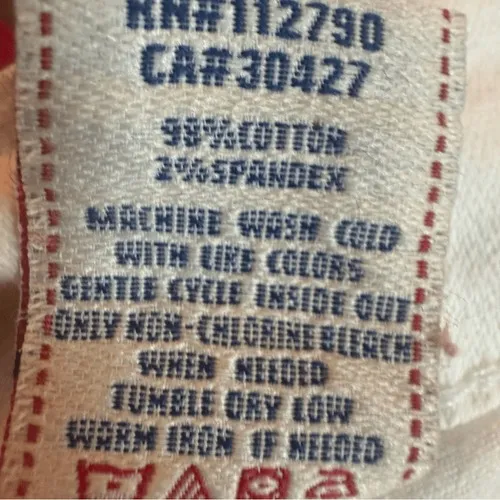 RN#112790
CA#30427
98%COTTON
2%SPANDEX
MACHINE WASH COLD
WITH LIKE COLORS
GENTLE CYCLE INSIDE OUT
ONLY NON-CHLORINE BLEACH
WHEN NEEDED
TUMBLE DRY LOW
WARM IRON IF NEEDED